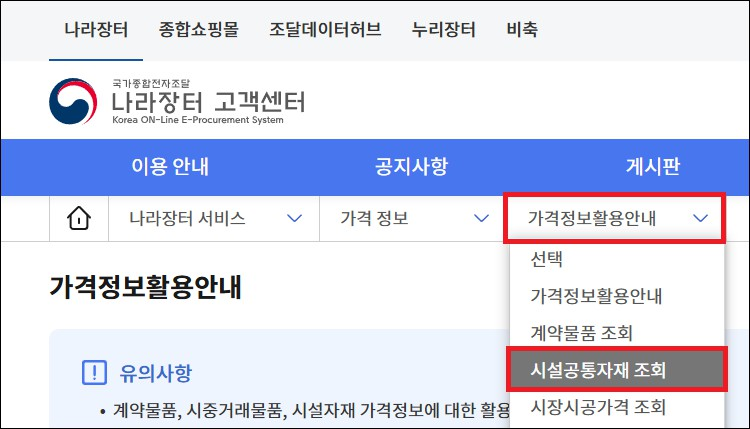 나라장터 종합쇼핑몰 조달데이터허브 누리장터 비축
국가종합전자조달
나라장터 고객센터
Korea ON-Line E-Procurement System
이용 안내 공지사항 게시판
나라장터 서비스 가격 정보 가격정보활용안내
선택
가격정보활용안내
계약물품 조회
시설공통자재 조회
시장시공가격 조회
가격정보활용안내
유의사항
• 계약물품, 시중거래물품, 시설자재 가격정보에 대한 활용